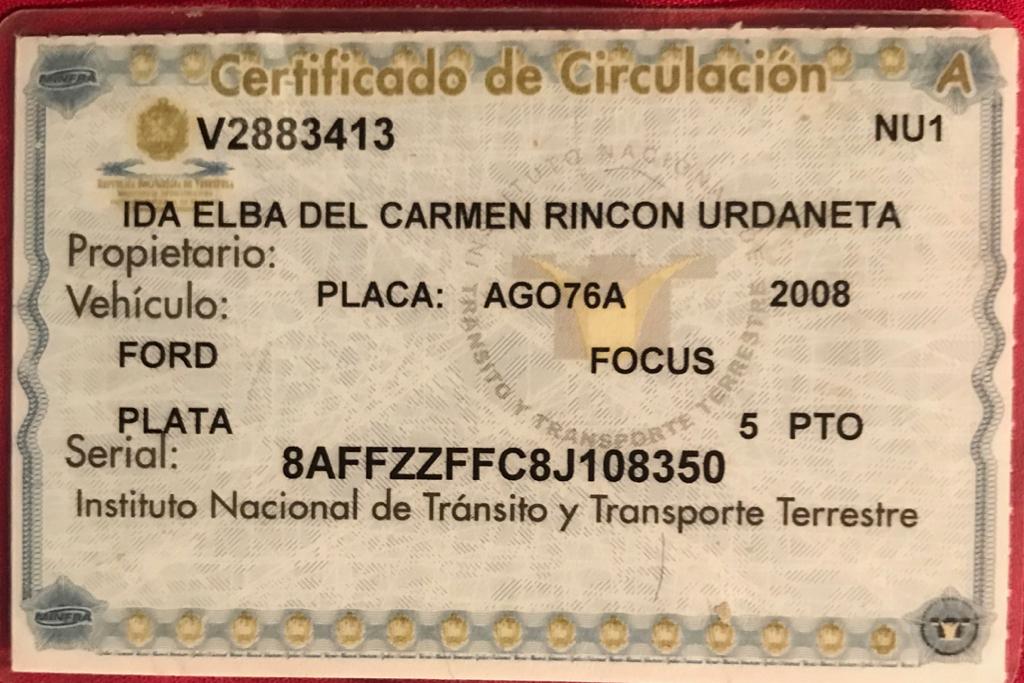 MINFRA
Certificado de Circulación
A
V2883413
NU1
IDA ELBA DEL CARMEN RINCON URDANETA
Propietario:
Vehículo: PLACA: AGO76A 2008
FORD FOCUS
PLATA 5 PTO
Serial: 8AFFZZFFC8J108350
Instituto Nacional de Tránsito y Transporte Terrestre
INSTITUTO NACIONAL DE TRÁNSITO Y TRANSPORTE TERRESTRE
MINFRA